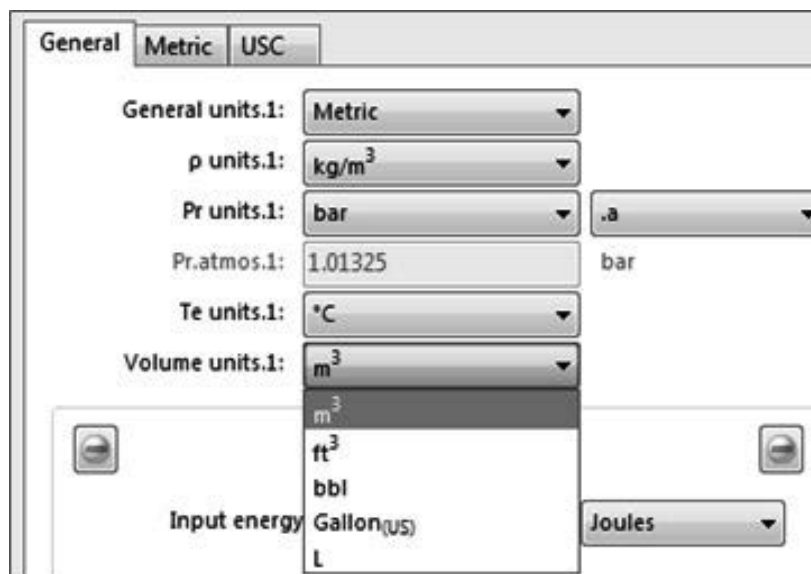 General Metric USC
General units.1: Metric
ρ units.1: kg/m³
Pr units.1: bar .a
Pr.atmos.1: 1.01325 bar
Te units.1: °C
Volume units.1: m³
m³
ft³
bbl
Input energy Gallon(US) Joules
L